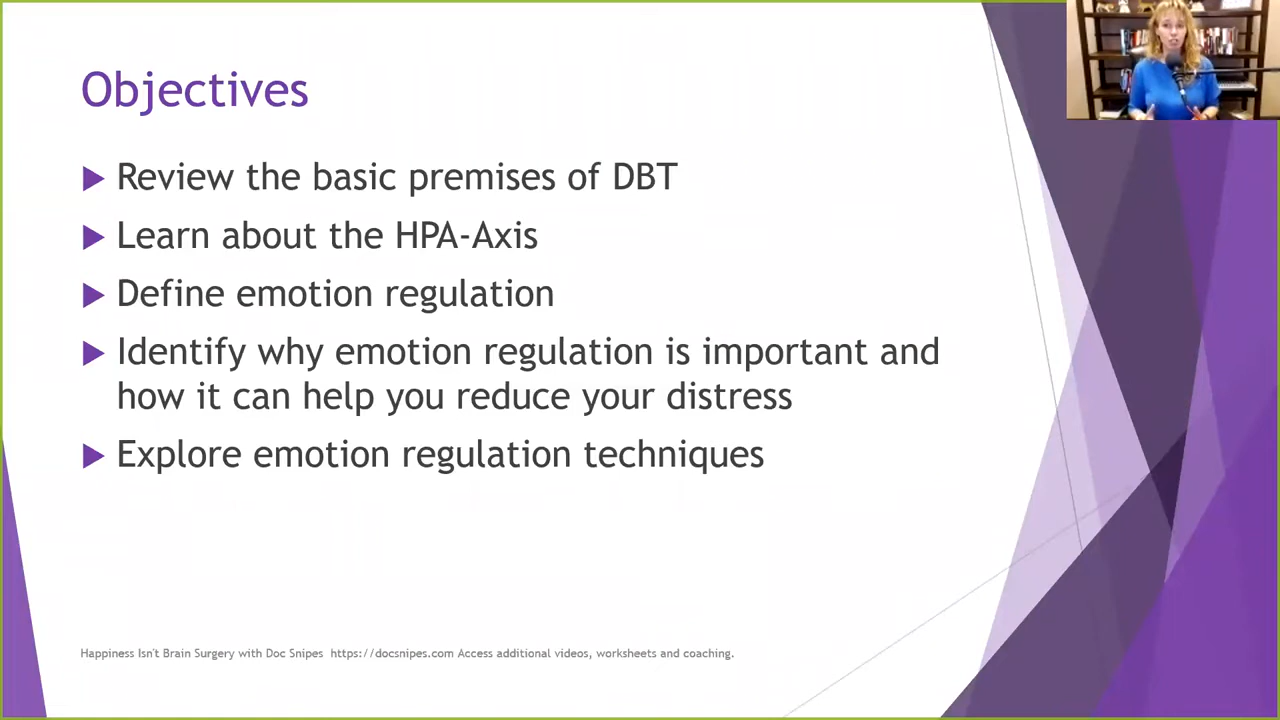 Objectives
Review the basic premises of DBT
Learn about the HPA-Axis
Define emotion regulation
Identify why emotion regulation is important and
how it can help you reduce your distress
Explore emotion regulation techniques
Happiness Isn't Brain Surgery with Doc Snipes https://docsnipes.com Access additional videos, worksheets and coaching.